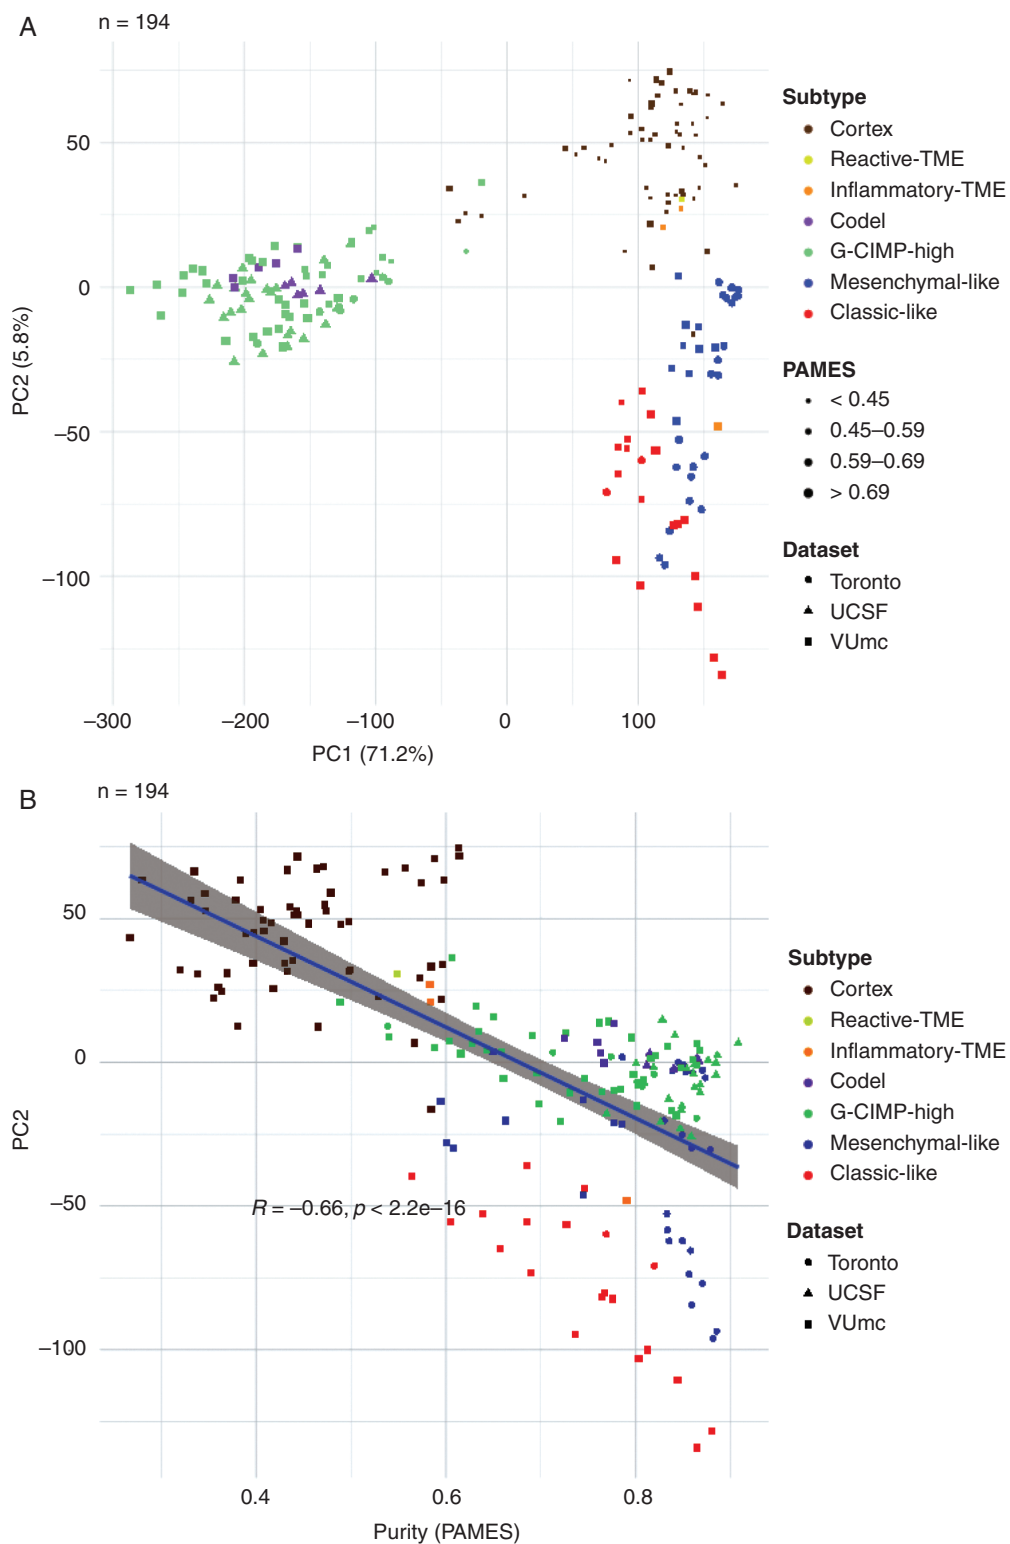 A
n = 194
50
0
−50
−100
PC2 (5.8%)
−300 −200 −100 0 100
PC1 (71.2%)
Subtype
Cortex
Reactive-TME
Inflammatory-TME
Codel
G-CIMP-high
Mesenchymal-like
Classic-like
PAMES
< 0.45
0.45–0.59
0.59–0.69
> 0.69
Dataset
Toronto
UCSF
VUmc
B
n = 194
50
0
−50
−100
PC2
R = −0.66, p < 2.2e−16
0.4 0.6 0.8
Purity (PAMES)
Subtype
Cortex
Reactive-TME
Inflammatory-TME
Codel
G-CIMP-high
Mesenchymal-like
Classic-like
Dataset
Toronto
UCSF
VUmc